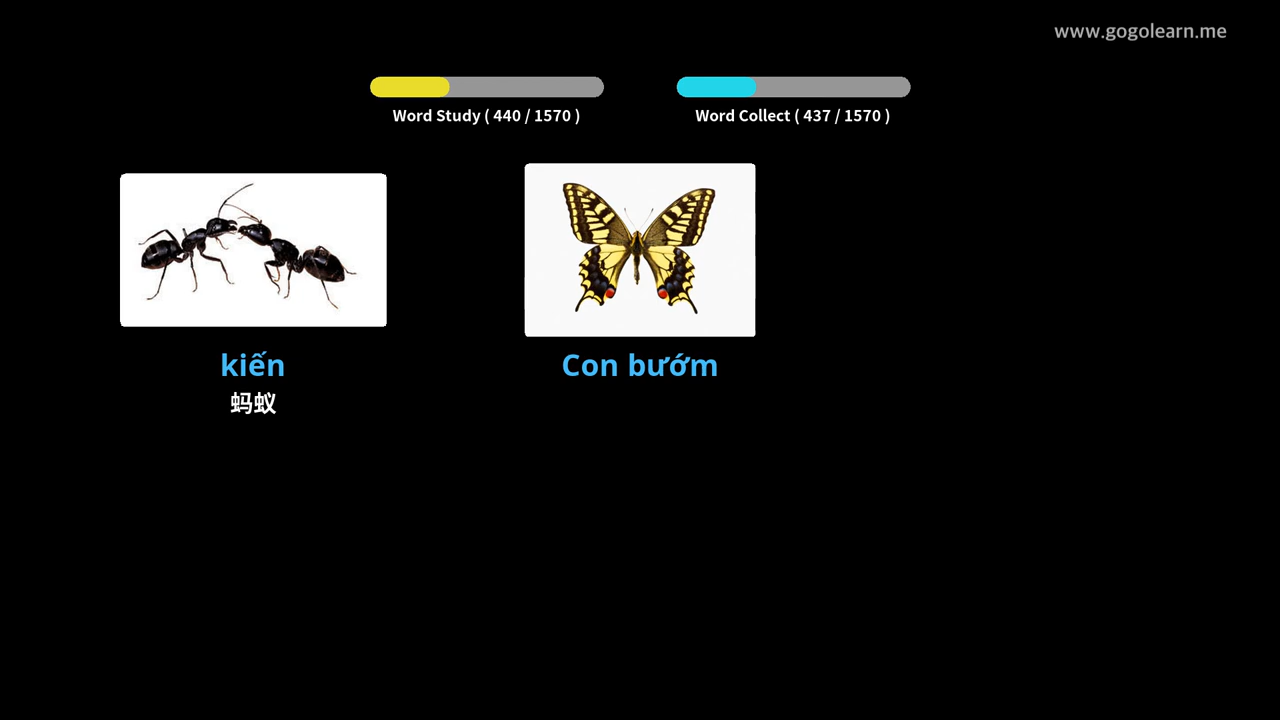 www.gogolearn.me
Word Study ( 440 / 1570 )
Word Collect ( 437 / 1570 )
kiến
蚂蚁
Con bướm